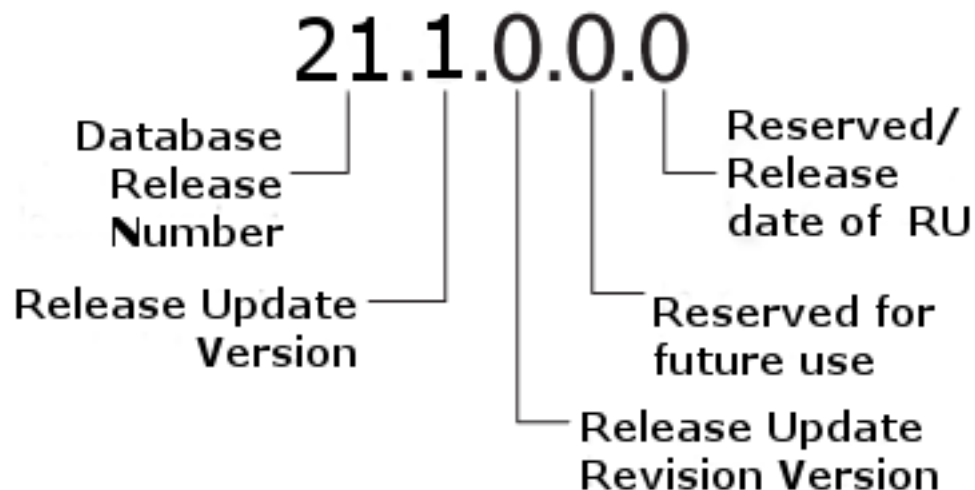 21.1.0.0.0
Database
Release
Number
Release Update
Version
Reserved/
Release
date of RU
Reserved for
future use
Release Update
Revision Version